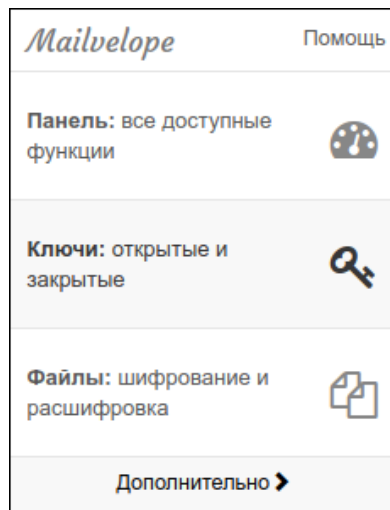 Mailvelope Помощь
Панель: все доступные
функции
Ключи: открытые и
закрытые
Файлы: шифрование и
расшифровка
Дополнительно